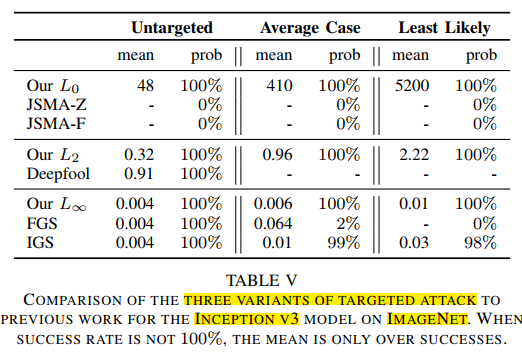 Untargeted Average Case Least Likely
mean prob || mean prob || mean prob
Our L0 48 100% 410 100% 5200 100%
JSMA-Z - 0% - 0% - 0%
JSMA-F - 0% - 0% - 0%
Our L2 0.32 100% 0.96 100% 2.22 100%
Deepfool 0.91 100% - - - -
Our L∞ 0.004 100% 0.006 100% 0.01 100%
FGS 0.004 100% 0.064 2% - 0%
IGS 0.004 100% 0.01 99% 0.03 98%
TABLE V
COMPARISON OF THE THREE VARIANTS OF TARGETED ATTACK TO
PREVIOUS WORK FOR THE INCEPTION V3 MODEL ON IMAGENET. WHEN
SUCCESS RATE IS NOT 100%, THE MEAN IS ONLY OVER SUCCESSES.